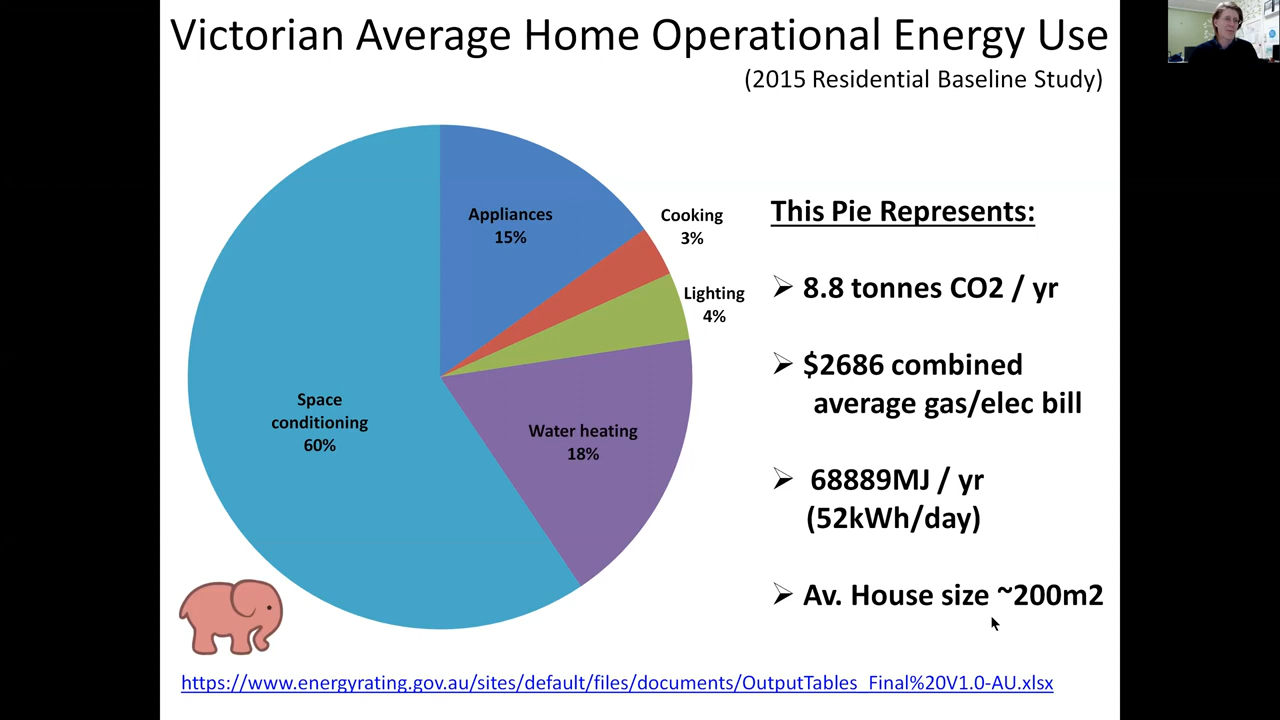 Victorian Average Home Operational Energy Use
(2015 Residential Baseline Study)
Appliances
15%
Cooking
3%
Lighting
4%
Water heating
18%
Space
conditioning
60%
This Pie Represents:
8.8 tonnes CO2 / yr
$2686 combined
average gas/elec bill
68889MJ / yr
(52kWh/day)
Av. House size ~200m2
https://www.energyrating.gov.au/sites/default/files/documents/OutputTables_Final%20V1.0-AU.xlsx